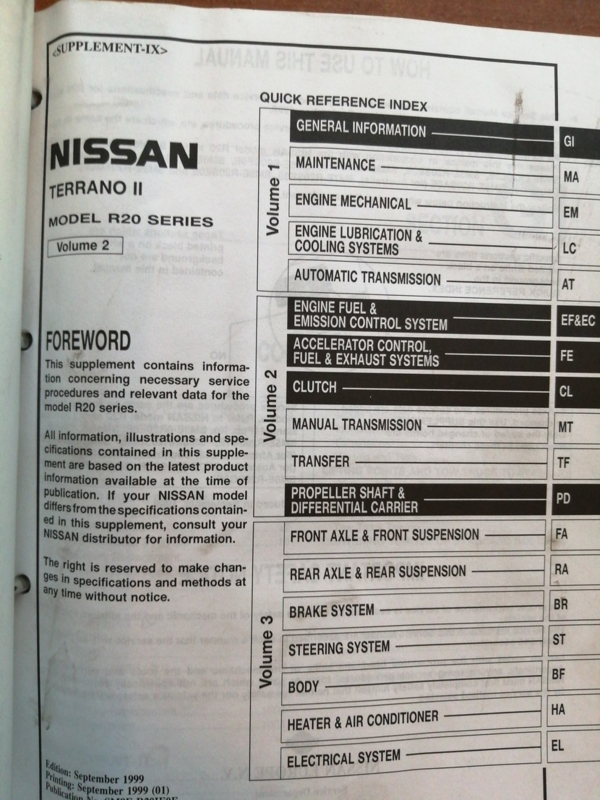 <SUPPLEMENT-IX>
NISSAN
TERRANO II
MODEL R20 SERIES
Volume 2
FOREWORD
This supplement contains informa-
tion concerning necessary service
procedures and relevant data for the
model R20 series.
All information, illustrations and spe-
cifications contained in this supple-
ment are based on the latest product
information available at the time of
publication. If your NISSAN model
differs from the specifications contain-
ed in this supplement, consult your
NISSAN distributor for information.
The right is reserved to make chan-
ges in specifications and methods at
any time without notice.
Edition: September 1999
Printing: September 1999 (01)
Publication No.
QUICK REFERENCE INDEX
Volume 1
GENERAL INFORMATION GI
MAINTENANCE MA
ENGINE MECHANICAL EM
ENGINE LUBRICATION &
COOLING SYSTEMS LC
AUTOMATIC TRANSMISSION AT
Volume 2
ENGINE FUEL &
EMISSION CONTROL SYSTEM EF&EC
ACCELERATOR CONTROL,
FUEL & EXHAUST SYSTEMS FE
CLUTCH CL
MANUAL TRANSMISSION MT
TRANSFER TF
PROPELLER SHAFT &
DIFFERENTIAL CARRIER PD
Volume 3
FRONT AXLE & FRONT SUSPENSION FA
REAR AXLE & REAR SUSPENSION RA
BRAKE SYSTEM BR
STEERING SYSTEM ST
BODY BF
HEATER & AIR CONDITIONER HA
ELECTRICAL SYSTEM EL